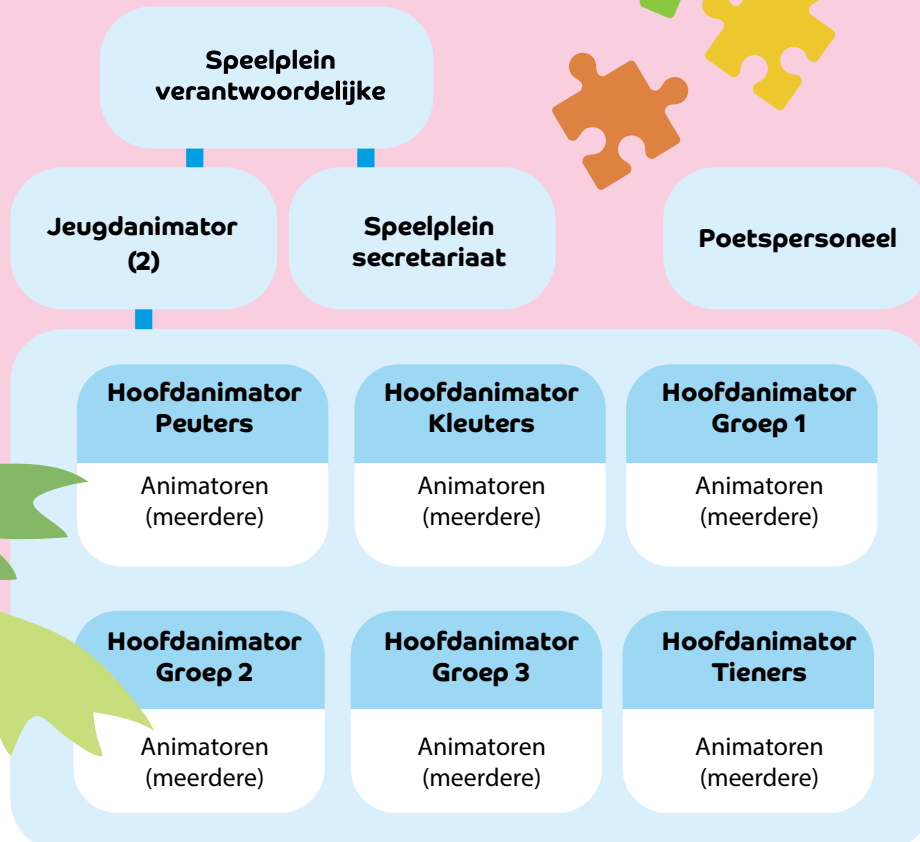 Speelplein
verantwoordelijke
Jeugdanimator
(2)
Speelplein
secretariaat
Poetspersoneel
Hoofdanimator
Peuters
Animatoren
(meerdere)
Hoofdanimator
Kleuters
Animatoren
(meerdere)
Hoofdanimator
Groep 1
Animatoren
(meerdere)
Hoofdanimator
Groep 2
Animatoren
(meerdere)
Hoofdanimator
Groep 3
Animatoren
(meerdere)
Hoofdanimator
Tieners
Animatoren
(meerdere)